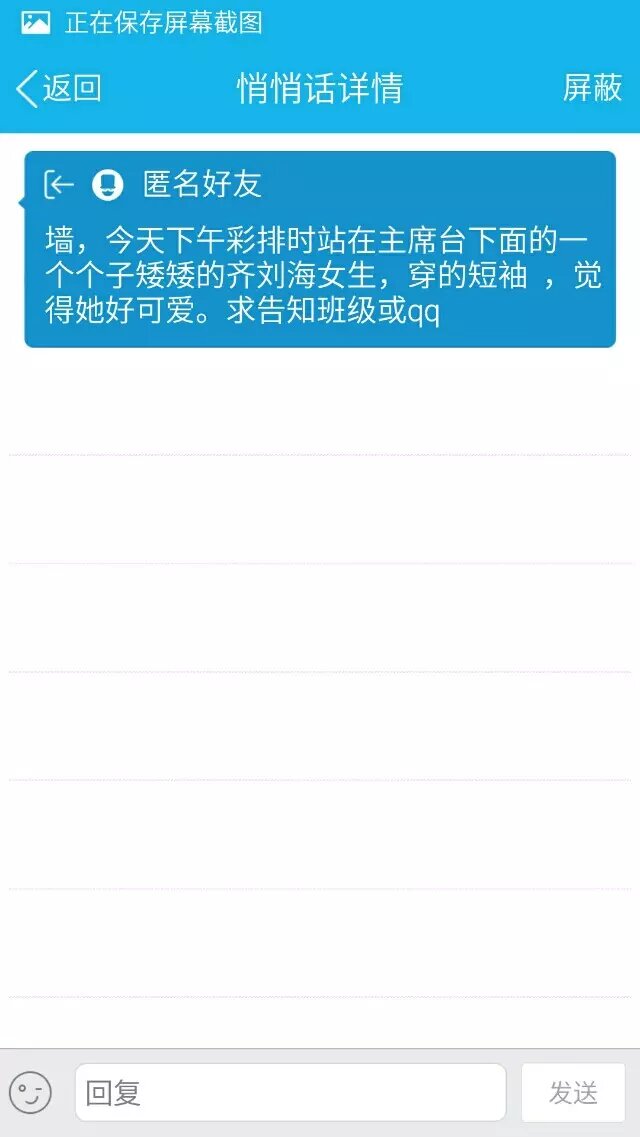 正在保存屏幕截图
返回 悄悄话详情 屏蔽
匿名好友
墙，今天下午彩排时站在主席台下面的一
个个子矮矮的齐刘海女生，穿的短袖 ，觉
得她好可爱。求告知班级或qq
回复 发送